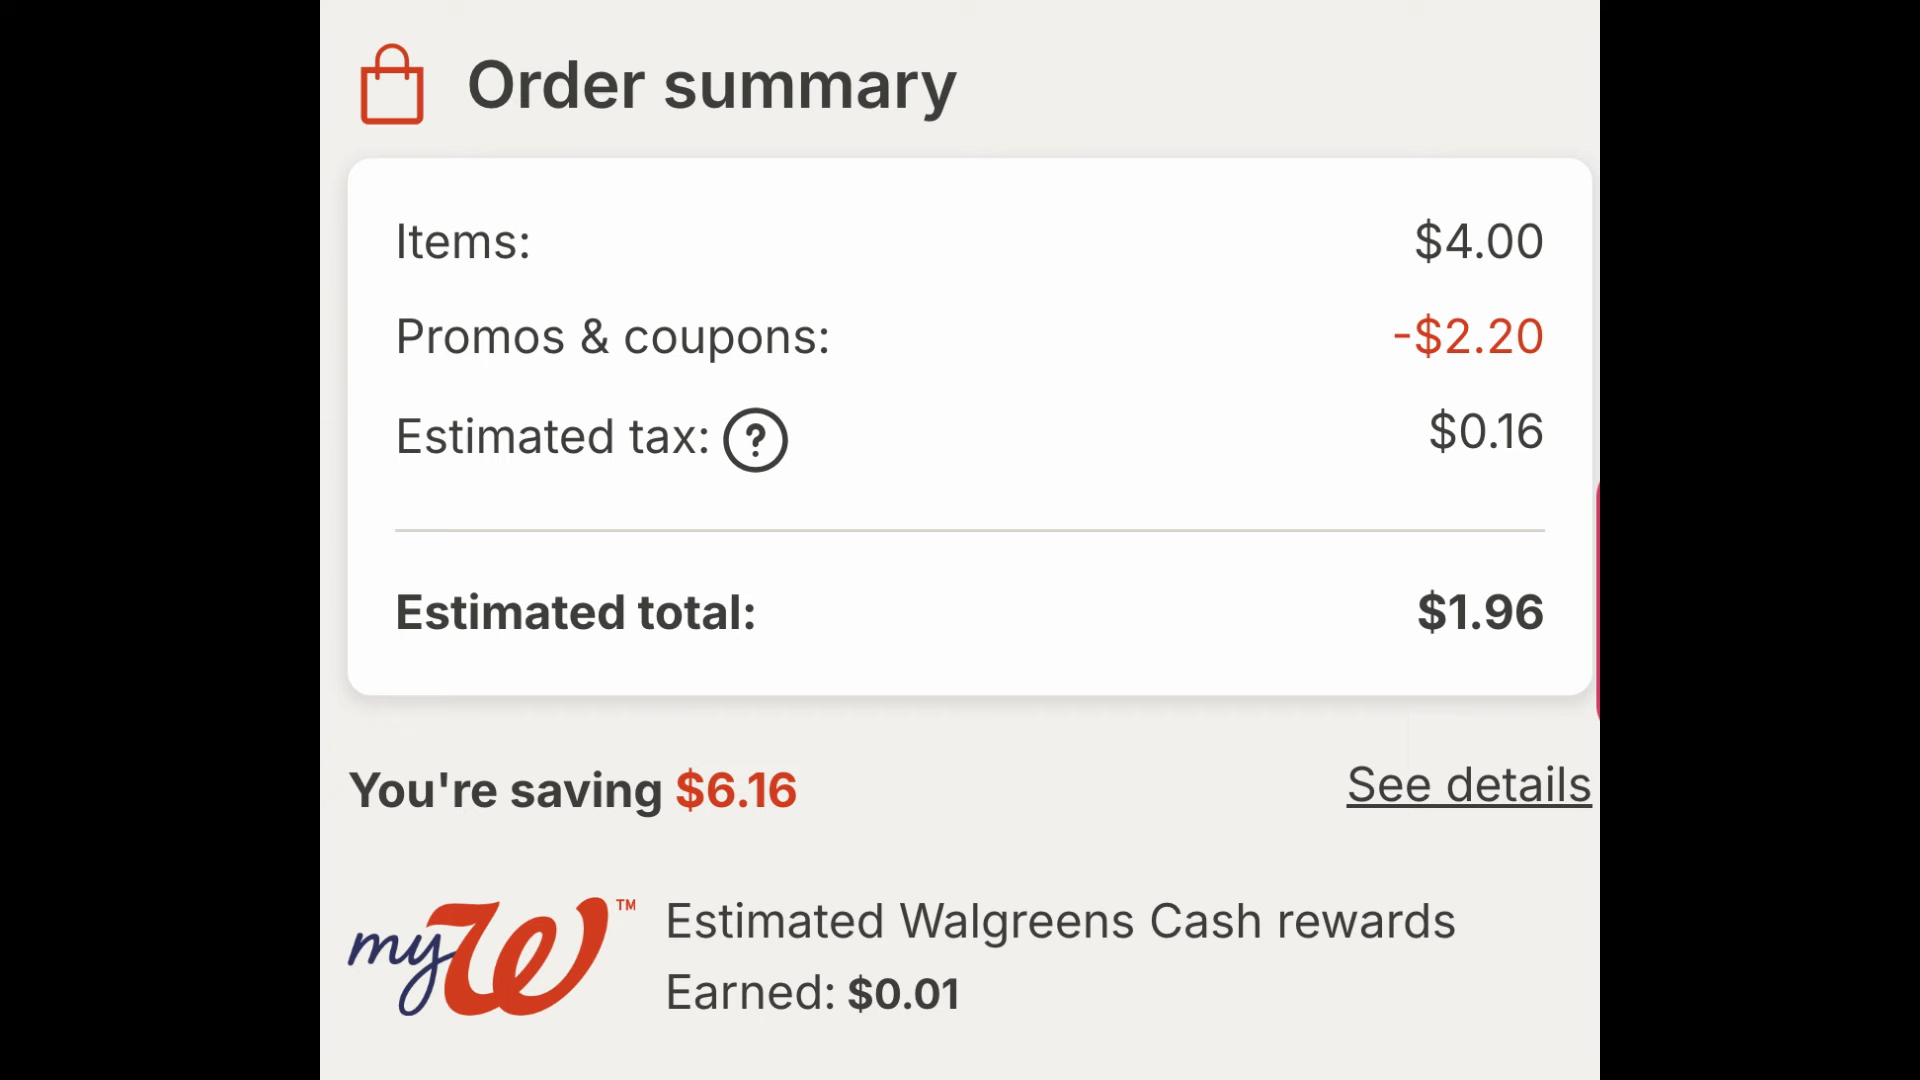 Order summary
Items: $4.00
Promos & coupons: -$2.20
Estimated tax: ? $0.16
Estimated total: $1.96
You're saving $6.16 See details
myW™ Estimated Walgreens Cash rewards
Earned: $0.01